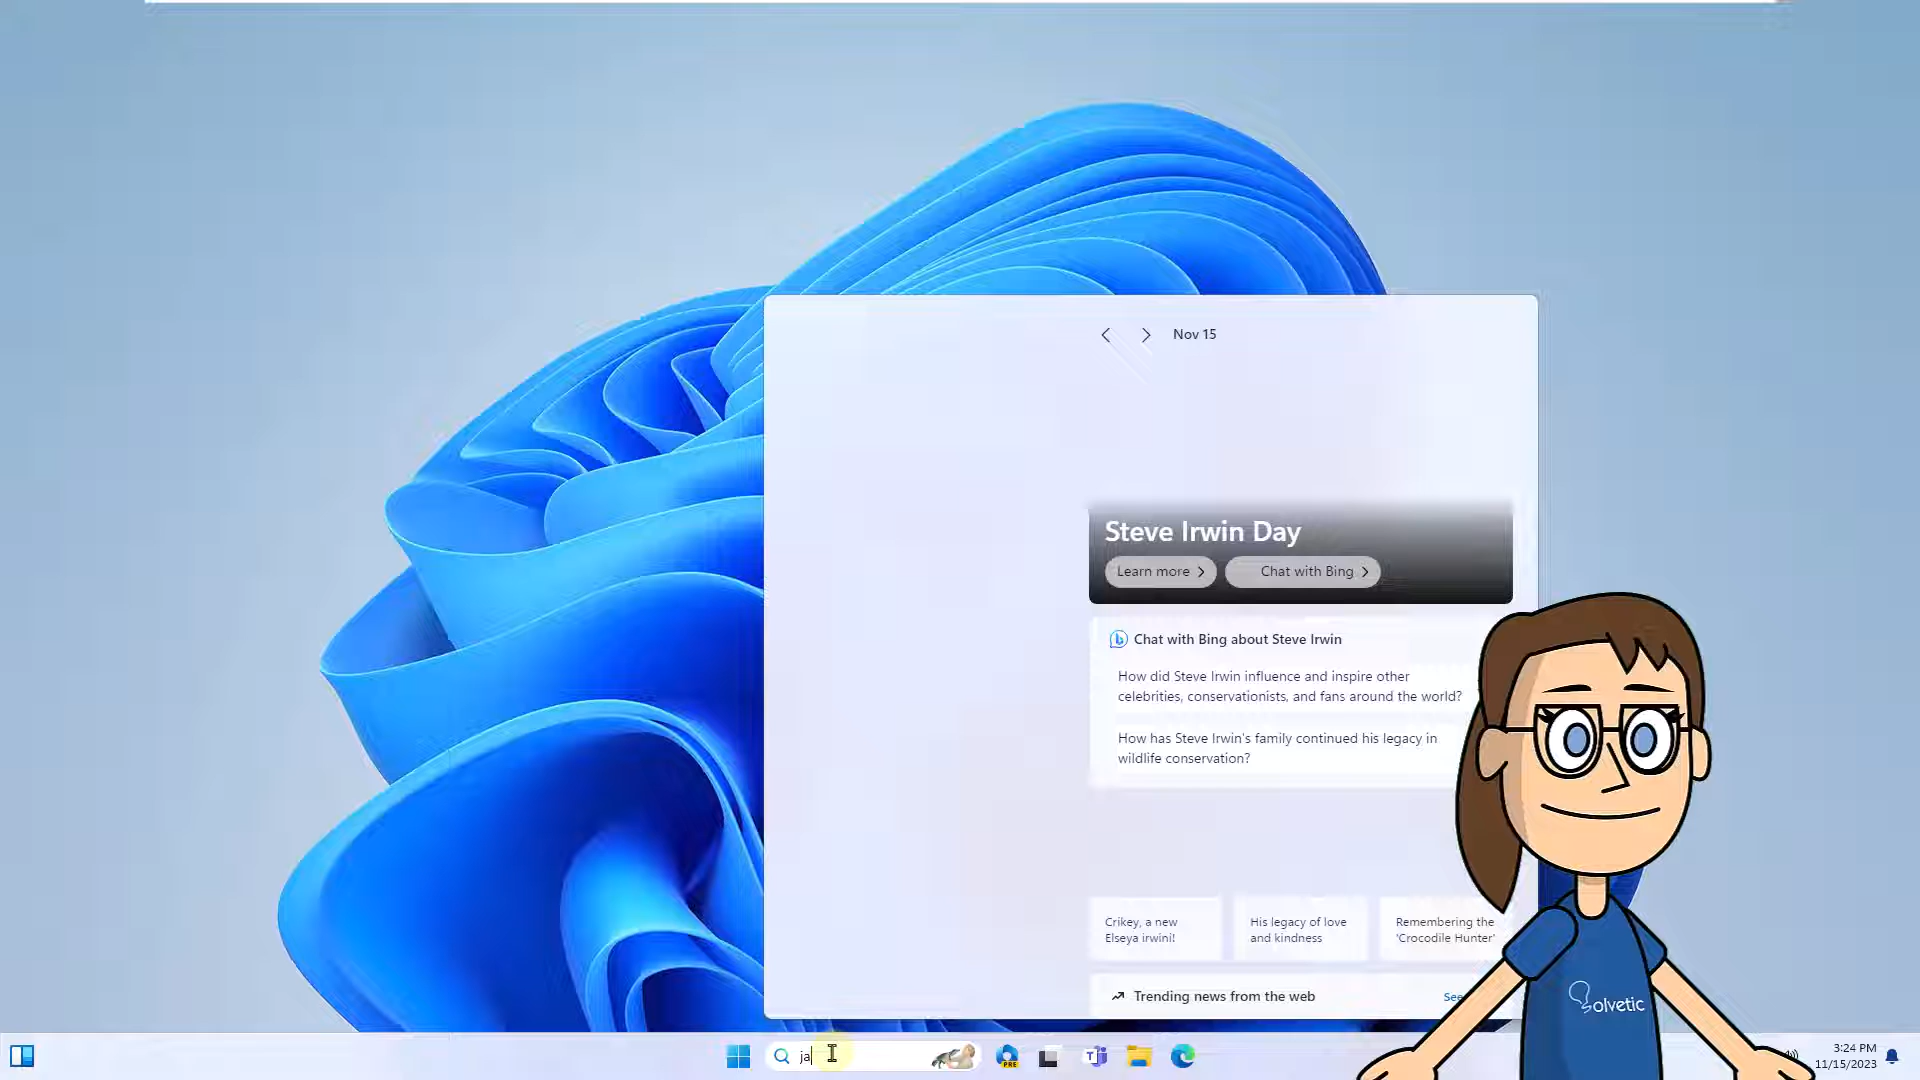 Nov 15
Steve Irwin Day
Learn more
Chat with Bing
Chat with Bing about Steve Irwin
How did Steve Irwin influence and inspire other
celebrities, conservationists, and fans around the world?
How has Steve Irwin's family continued his legacy in
wildlife conservation?
Crikey, a new
Elseya irwini!
His legacy of love
and kindness
Remembering the
'Crocodile Hunter'
Trending news from the web
See
Solvetic
ja
PRE
3:24 PM
11/15/2023